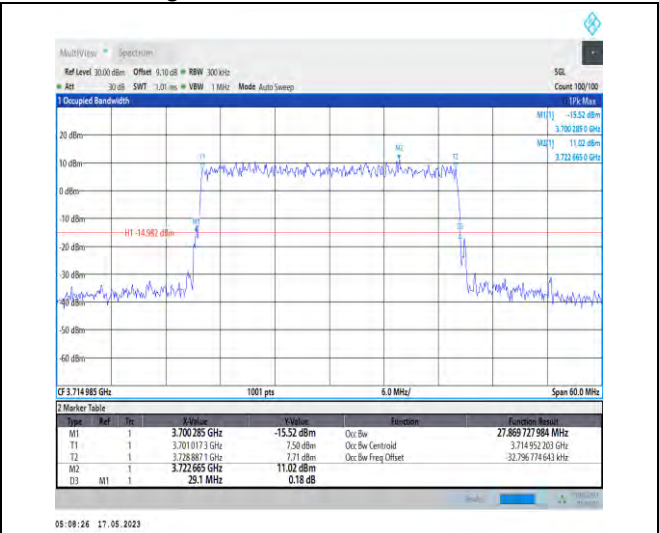 MultiView Spectrum
Ref Level 30.00 dBm Offset 9.10 dB RBW 300 kHz SGL
Att 30 dB SWT 1.01 ms VBW 1 MHz Mode Auto Sweep Count 100/100
1 Occupied Bandwidth 1Pk Max
M1[1] -15.52 dBm
3.700 285 0 GHz
M2[1] 11.02 dBm
3.722 665 0 GHz
20 dBm
M2
T1 T2
10 dBm
0 dBm
-10 dBm
M1
H1 -14.982 dBm
D3
-20 dBm
-30 dBm
-40 dBm
-50 dBm
-60 dBm
CF 3.714 985 GHz 1001 pts 6.0 MHz/ Span 60.0 MHz
2 Marker Table
Type Ref Trc X-Value Y-Value Function Function Result
M1 1 3.700 285 GHz -15.52 dBm Occ Bw 27.869 727 984 MHz
T1 1 3.701 017 3 GHz 7.50 dBm Occ Bw Centroid 3.714 952 203 GHz
T2 1 3.728 887 1 GHz 7.71 dBm Occ Bw Freq Offset -32.796 774 643 kHz
M2 1 3.722 665 GHz 11.02 dBm
D3 M1 1 29.1 MHz 0.18 dB
05:08:26 17.05.2023